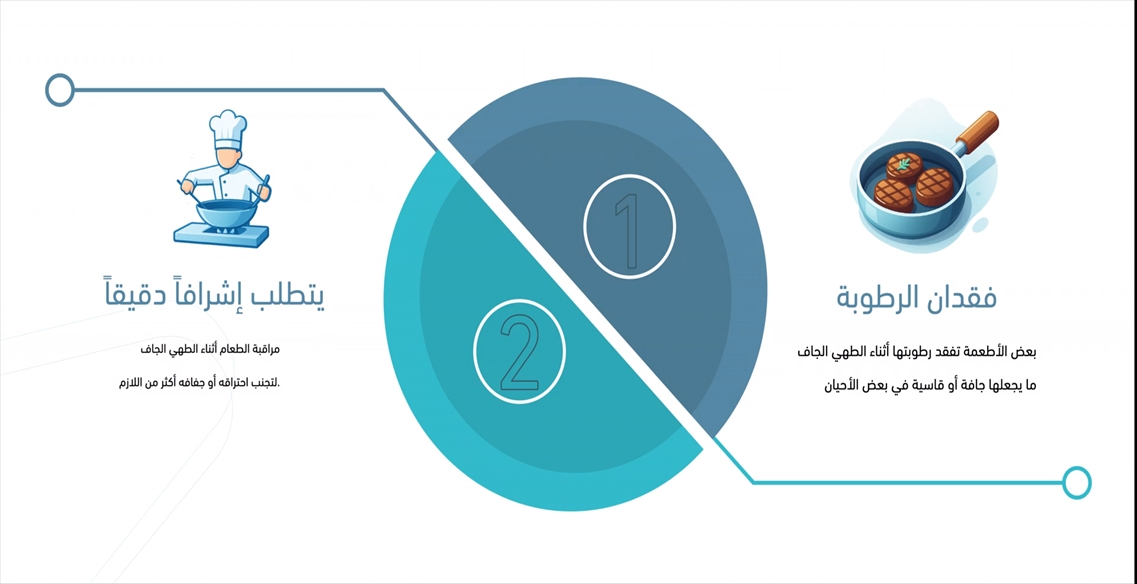 1
فقدان الرطوبة
بعض الأطعمة تفقد رطوبتها أثناء الطهي الجاف
ما يجعلها جافة أو قاسية في بعض الأحيان
2
يتطلب إشرافاً دقيقاً
مراقبة الطعام أثناء الطهي الجاف
لتجنب احتراقه أو جفافه أكثر من اللازم.